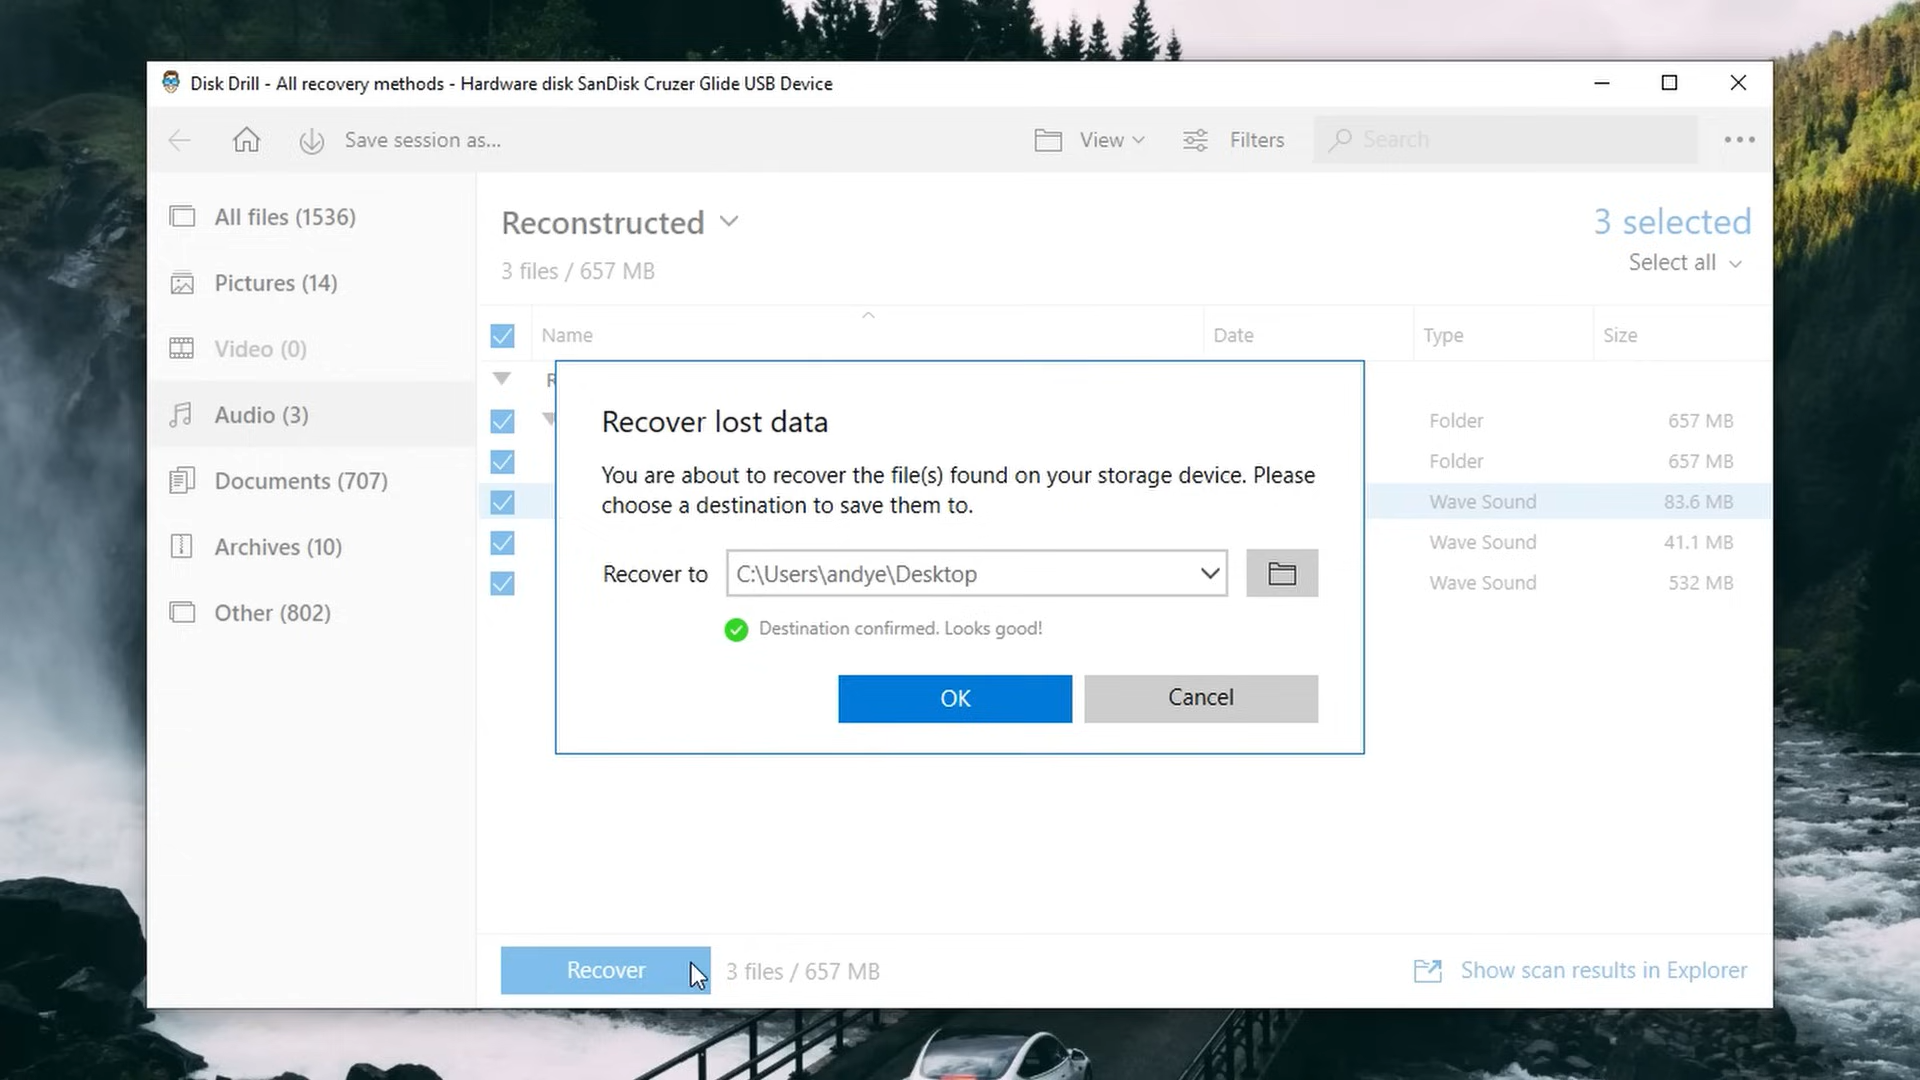 Disk Drill - All recovery methods - Hardware disk SanDisk Cruzer Glide USB Device
Save session as...
View
Filters
Search
All files (1536)
Pictures (14)
Video (0)
Audio (3)
Documents (707)
Archives (10)
Other (802)
Reconstructed
3 files / 657 MB
3 selected
Select all
Name
Date
Type
Size
R
Folder
657 MB
Folder
657 MB
Wave Sound
83.6 MB
Wave Sound
41.1 MB
Wave Sound
532 MB
Recover lost data
You are about to recover the file(s) found on your storage device. Please
choose a destination to save them to.
Recover to
C:\Users\andye\Desktop
Destination confirmed. Looks good!
OK
Cancel
Recover
3 files / 657 MB
Show scan results in Explorer